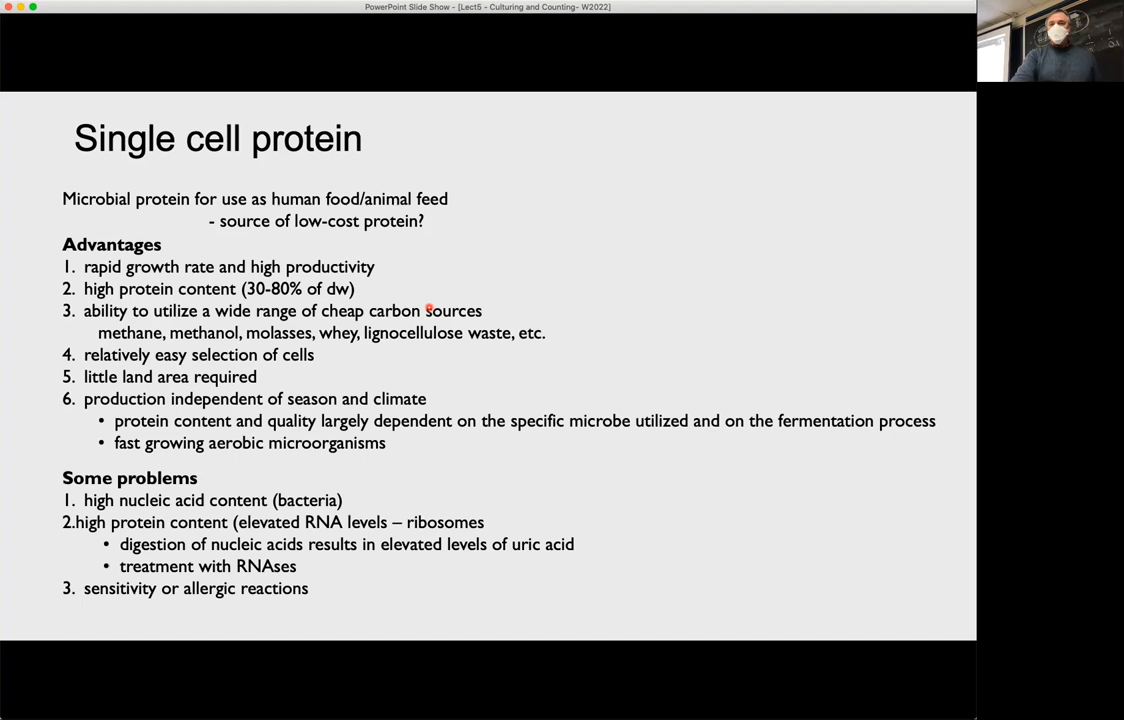 PowerPoint Slide Show - [Lect5 - Culturing and Counting- W2022]
Single cell protein
Microbial protein for use as human food/animal feed
- source of low-cost protein?
Advantages
1. rapid growth rate and high productivity
2. high protein content (30-80% of dw)
3. ability to utilize a wide range of cheap carbon sources
methane, methanol, molasses, whey, lignocellulose waste, etc.
4. relatively easy selection of cells
5. little land area required
6. production independent of season and climate
• protein content and quality largely dependent on the specific microbe utilized and on the fermentation process
• fast growing aerobic microorganisms
Some problems
1. high nucleic acid content (bacteria)
2.high protein content (elevated RNA levels – ribosomes
• digestion of nucleic acids results in elevated levels of uric acid
• treatment with RNAses
3. sensitivity or allergic reactions